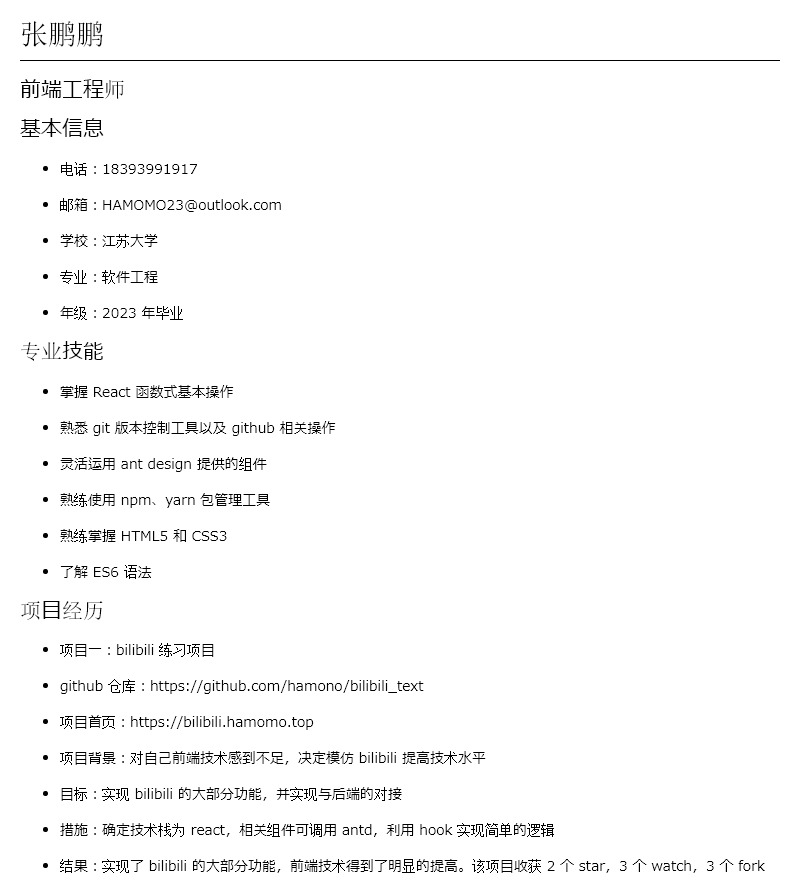 张鹏鹏
前端工程师
基本信息
电话：18393991917
邮箱：HAMOMO23@outlook.com
学校：江苏大学
专业：软件工程
年级：2023 年毕业
专业技能
掌握 React 函数式基本操作
熟悉 git 版本控制工具以及 github 相关操作
灵活运用 ant design 提供的组件
熟练使用 npm、yarn 包管理工具
熟练掌握 HTML5 和 CSS3
了解 ES6 语法
项目经历
项目一：bilibili 练习项目
github 仓库：https://github.com/hamono/bilibili_text
项目首页：https://bilibili.hamomo.top
项目背景：对自己前端技术感到不足，决定模仿 bilibili 提高技术水平
目标：实现 bilibili 的大部分功能，并实现与后端的对接
措施：确定技术栈为 react，相关组件可调用 antd，利用 hook 实现简单的逻辑
结果：实现了 bilibili 的大部分功能，前端技术得到了明显的提高。该项目收获 2 个 star，3 个 watch，3 个 fork